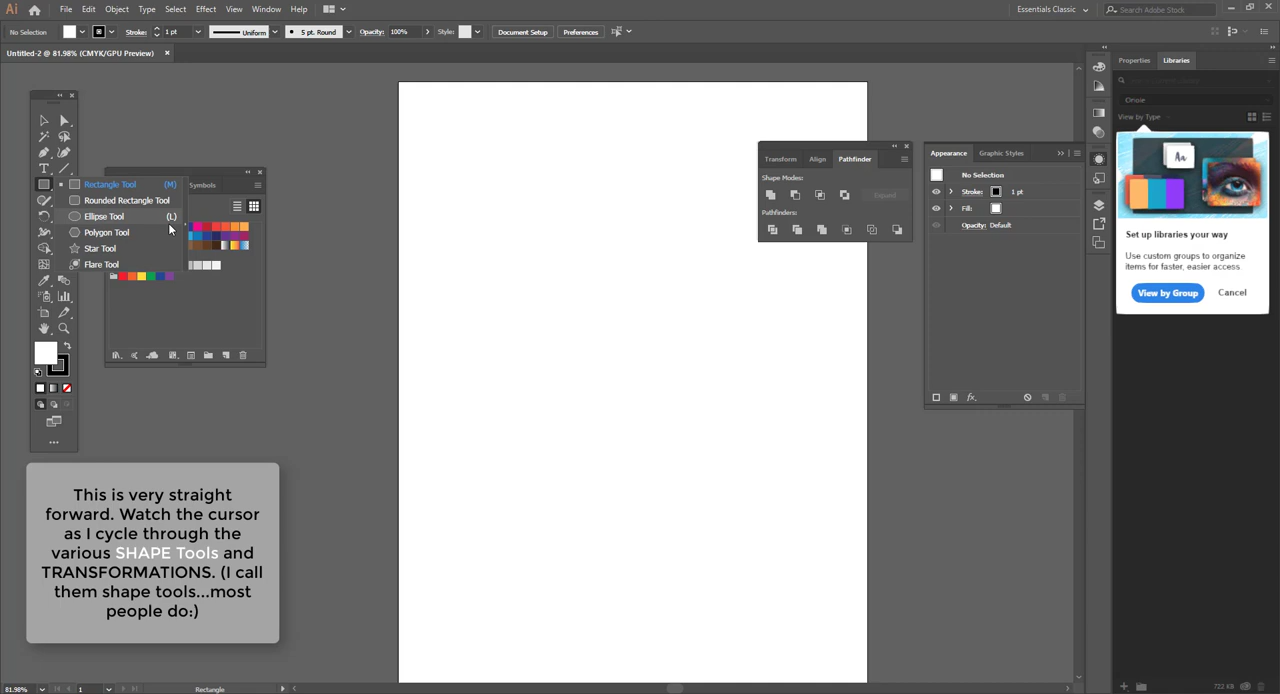 Ai File Edit Object Type Select Effect View Window Help Essentials Classic Search Adobe Stock
No Selection Stroke: 1 pt Uniform 5 pt. Round Opacity: 100% Style: Document Setup Preferences
Untitled-2 @ 81.98% (CMYK/GPU Preview)
Properties Libraries
View by Type
Transform Align Pathfinder
Shape Modes:
Expand
Pathfinders:
Appearance Graphic Styles
No Selection
Stroke: 1 pt
Fill:
Opacity: Default
Aa
Set up libraries your way
Use custom groups to organize
items for faster, easier access.
View by Group Cancel
Symbols
Rectangle Tool (M)
Rounded Rectangle Tool
Ellipse Tool (L)
Polygon Tool
Star Tool
Flare Tool
This is very straight
forward. Watch the cursor
as I cycle through the
various SHAPE Tools and
TRANSFORMATIONS. (I call
them shape tools...most
people do:)
81.98% 1 Rectangle
722 KB